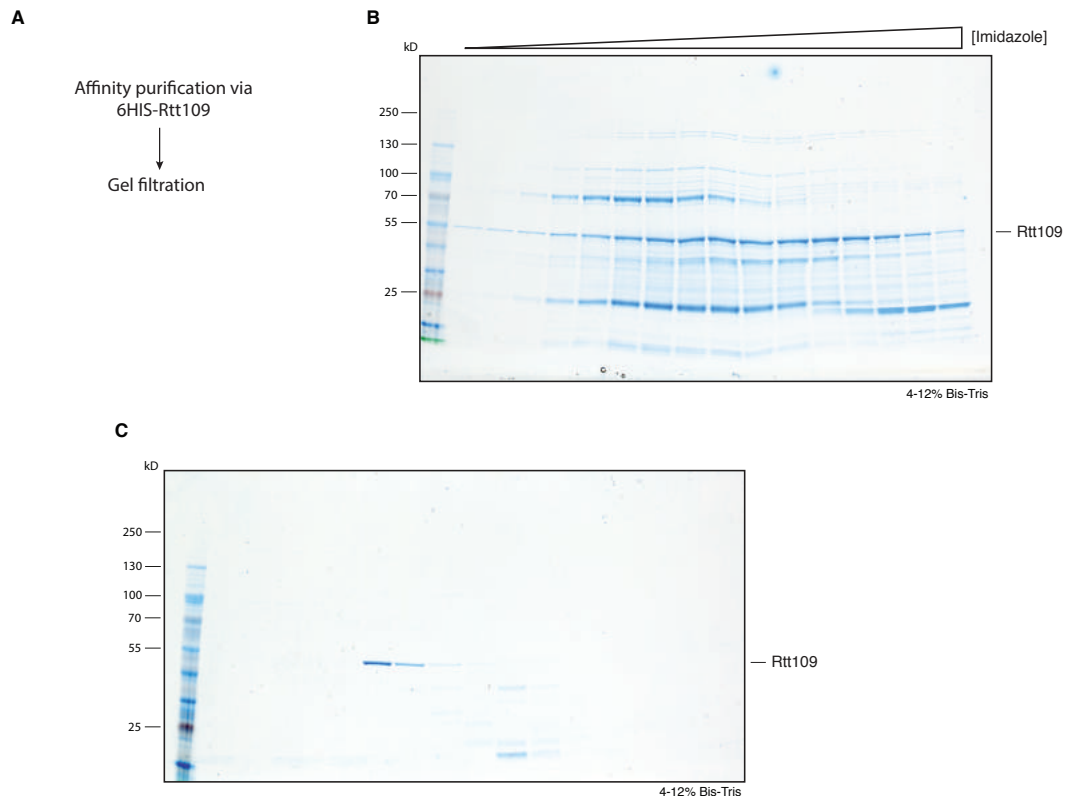 A
Affinity purification via
6HIS-Rtt109
Gel filtration
B
[Imidazole]
kD
250
130
100
70
55
25
Rtt109
4-12% Bis-Tris
C
kD
250
130
100
70
55
25
Rtt109
4-12% Bis-Tris